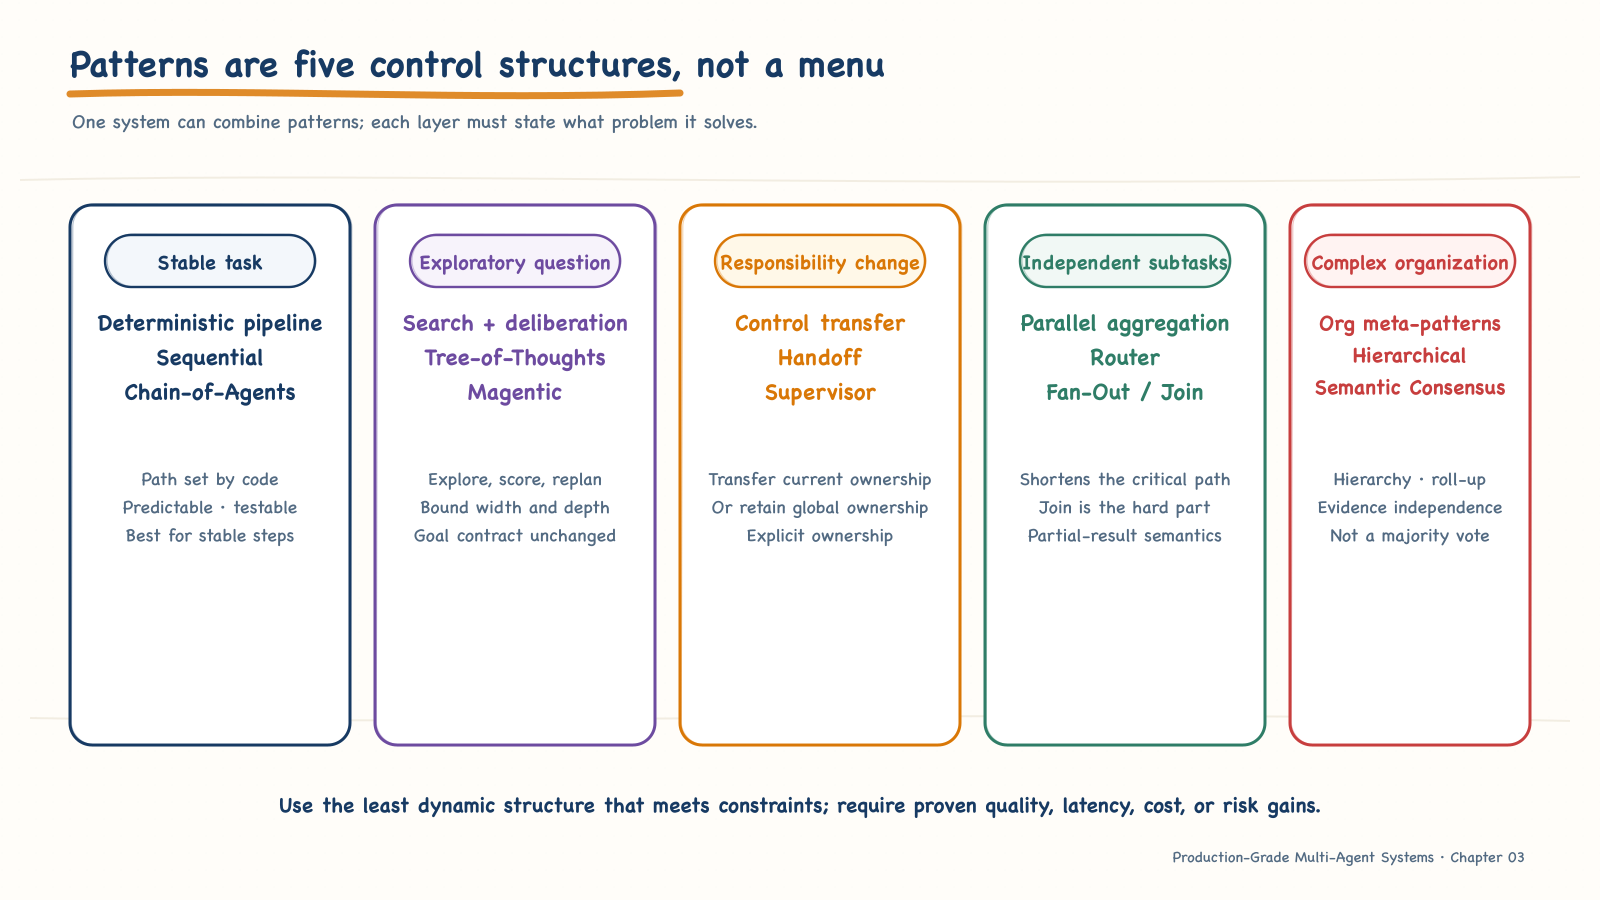 Patterns are five control structures, not a menu
One system can combine patterns; each layer must state what problem it solves.
Stable task
Deterministic pipeline
Sequential
Chain-of-Agents
Path set by code
Predictable · testable
Best for stable steps
Exploratory question
Search + deliberation
Tree-of-Thoughts
Magentic
Explore, score, replan
Bound width and depth
Goal contract unchanged
Responsibility change
Control transfer
Handoff
Supervisor
Transfer current ownership
Or retain global ownership
Explicit ownership
Independent subtasks
Parallel aggregation
Router
Fan-Out / Join
Shortens the critical path
Join is the hard part
Partial-result semantics
Complex organization
Org meta-patterns
Hierarchical
Semantic Consensus
Hierarchy · roll-up
Evidence independence
Not a majority vote
Use the least dynamic structure that meets constraints; require proven quality, latency, cost, or risk gains.
Production-Grade Multi-Agent Systems · Chapter 03